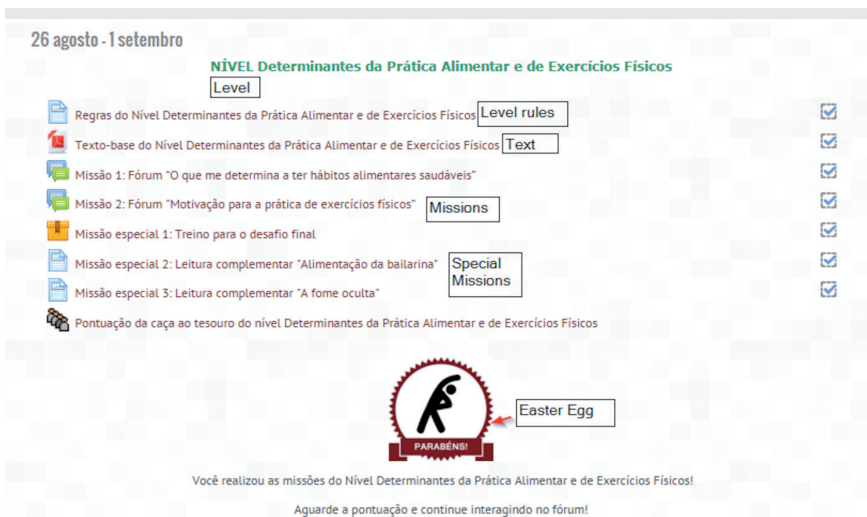 26 agosto - 1 setembro
NÍVEL Determinantes da Prática Alimentar e de Exercícios Físicos
Level
Regras do Nível Determinantes da Prática Alimentar e de Exercícios Físicos Level rules
Texto-base do Nível Determinantes da Prática Alimentar e de Exercícios Físicos Text
Missão 1: Fórum "O que me determina a ter hábitos alimentares saudáveis"
Missão 2: Fórum "Motivação para a prática de exercícios físicos" Missions
Missão especial 1: Treino para o desafio final
Missão especial 2: Leitura complementar "Alimentação da bailarina" Special
Missions
Missão especial 3: Leitura complementar "A fome oculta"
Pontuação da caça ao tesouro do nível Determinantes da Prática Alimentar e de Exercícios Físicos
Easter Egg
PARABÉNS!
Você realizou as missões do Nível Determinantes da Prática Alimentar e de Exercícios Físicos!
Aguarde a pontuação e continue interagindo no fórum!